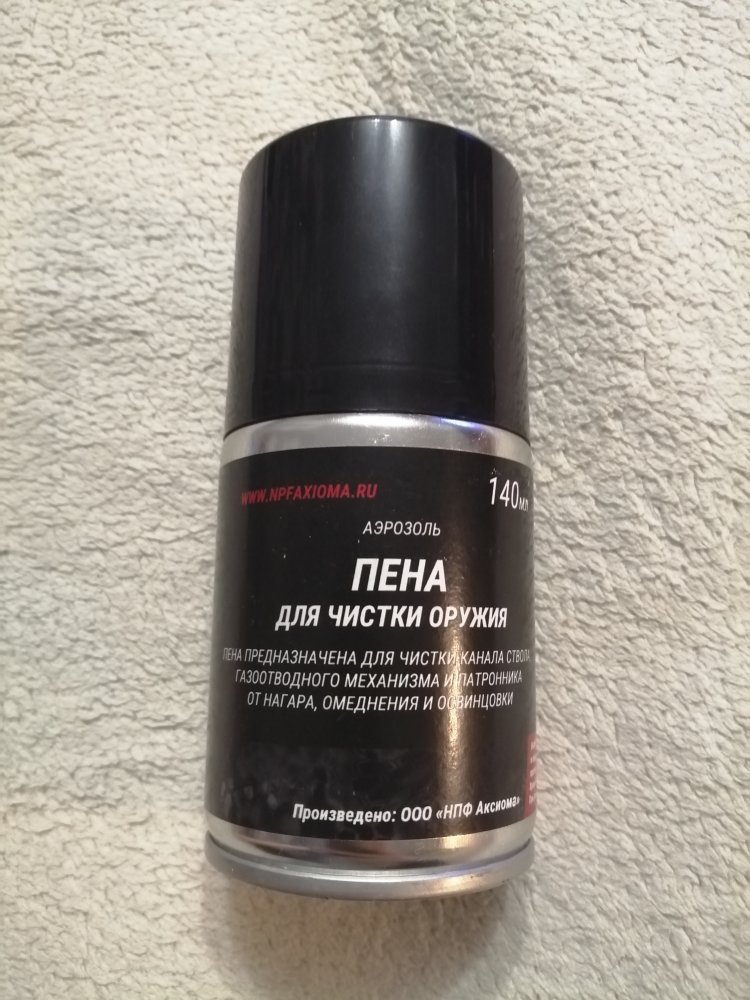 WWW.NPFAXIOMA.RU
140мл
АЭРОЗОЛЬ
ПЕНА
ДЛЯ ЧИСТКИ ОРУЖИЯ
ПЕНА ПРЕДНАЗНАЧЕНА ДЛЯ ЧИСТКИ КАНАЛА СТВОЛА,
ГАЗООТВОДНОГО МЕХАНИЗМА И ПАТРОННИКА
ОТ НАГАРА, ОМЕДНЕНИЯ И ОСВИНЦОВКИ
Произведено: ООО «НПФ Аксиома»